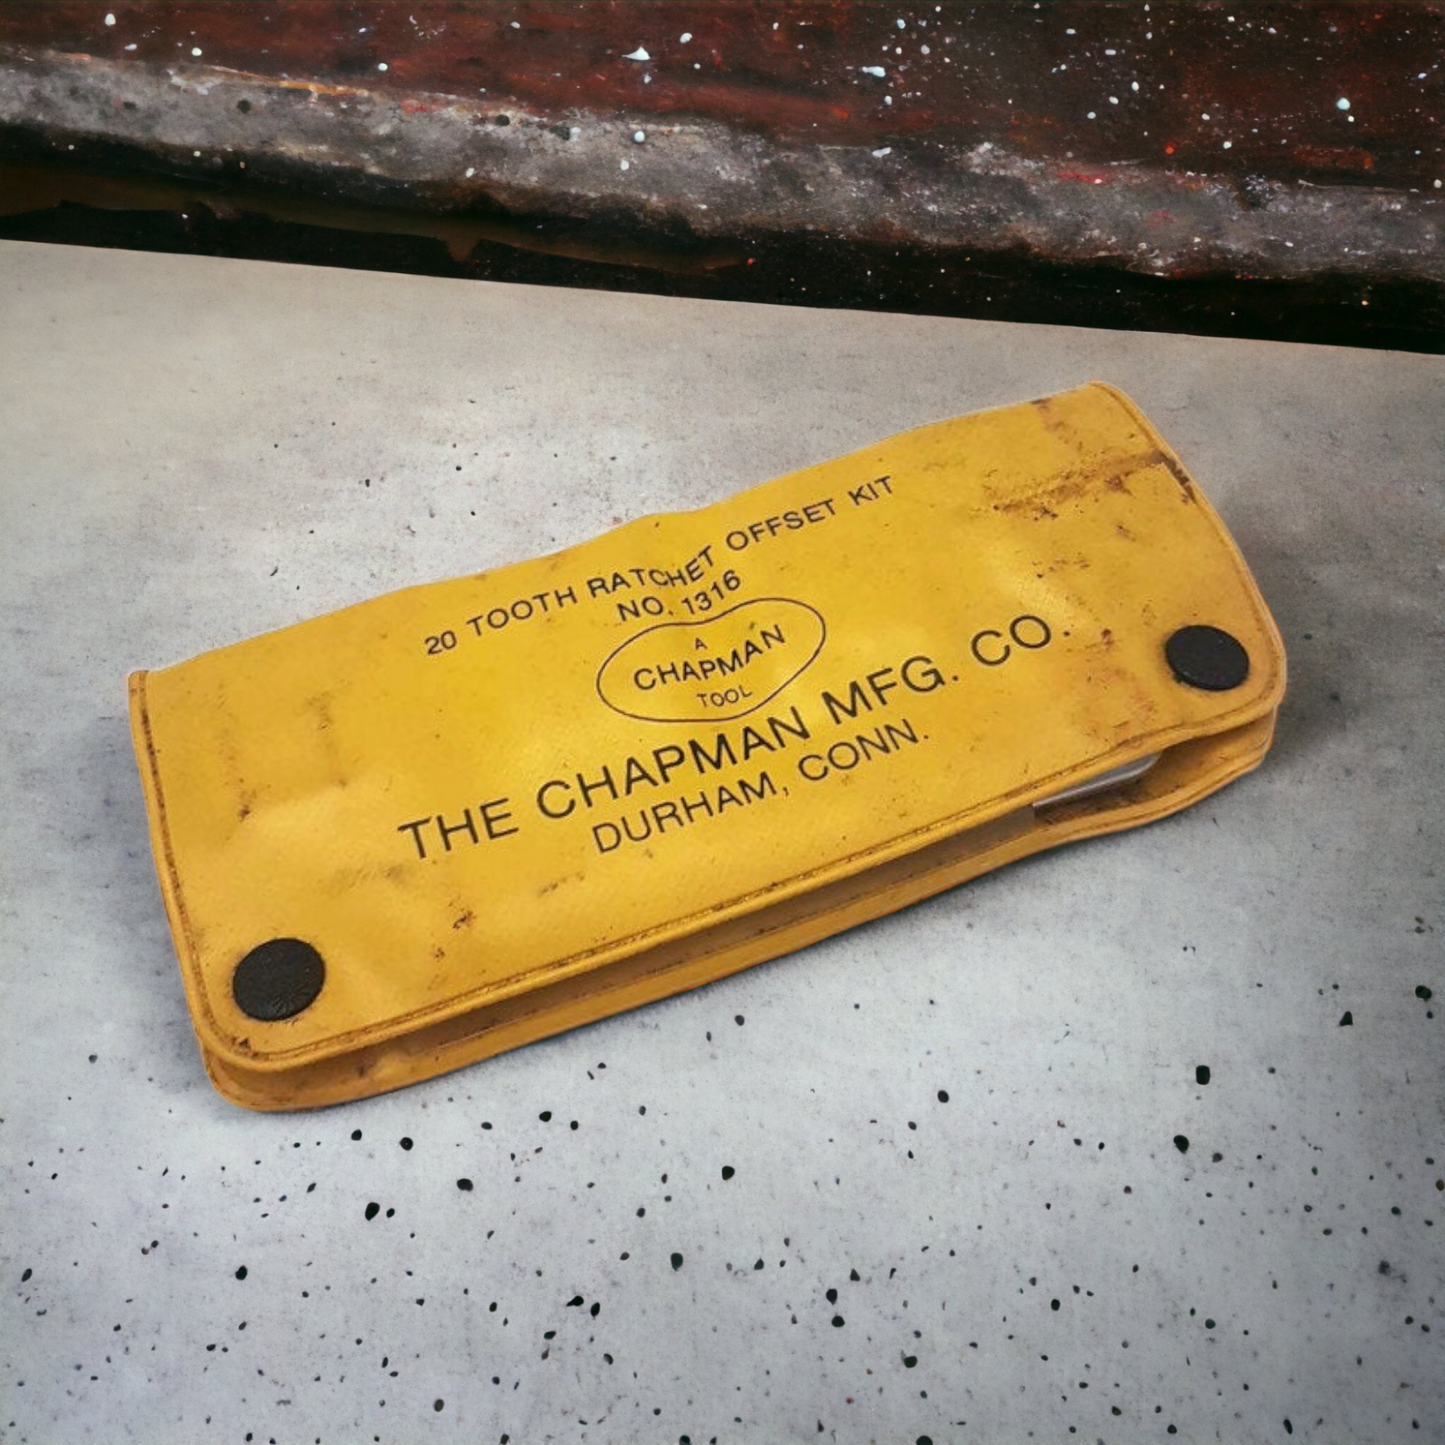 20 TOOTH RATCHET OFFSET KIT
NO. 1316
A
CHAPMAN
TOOL
THE CHAPMAN MFG. CO.
DURHAM, CONN.